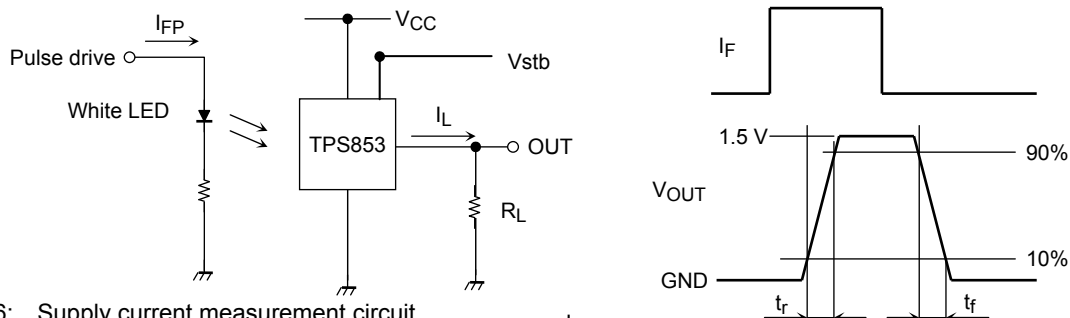 IFP
VCC
Pulse drive
Vstb
White LED
IL
TPS853
OUT
RL
IF
1.5 V
90%
VOUT
10%
GND
tr
tf
Supply current measurement circuit